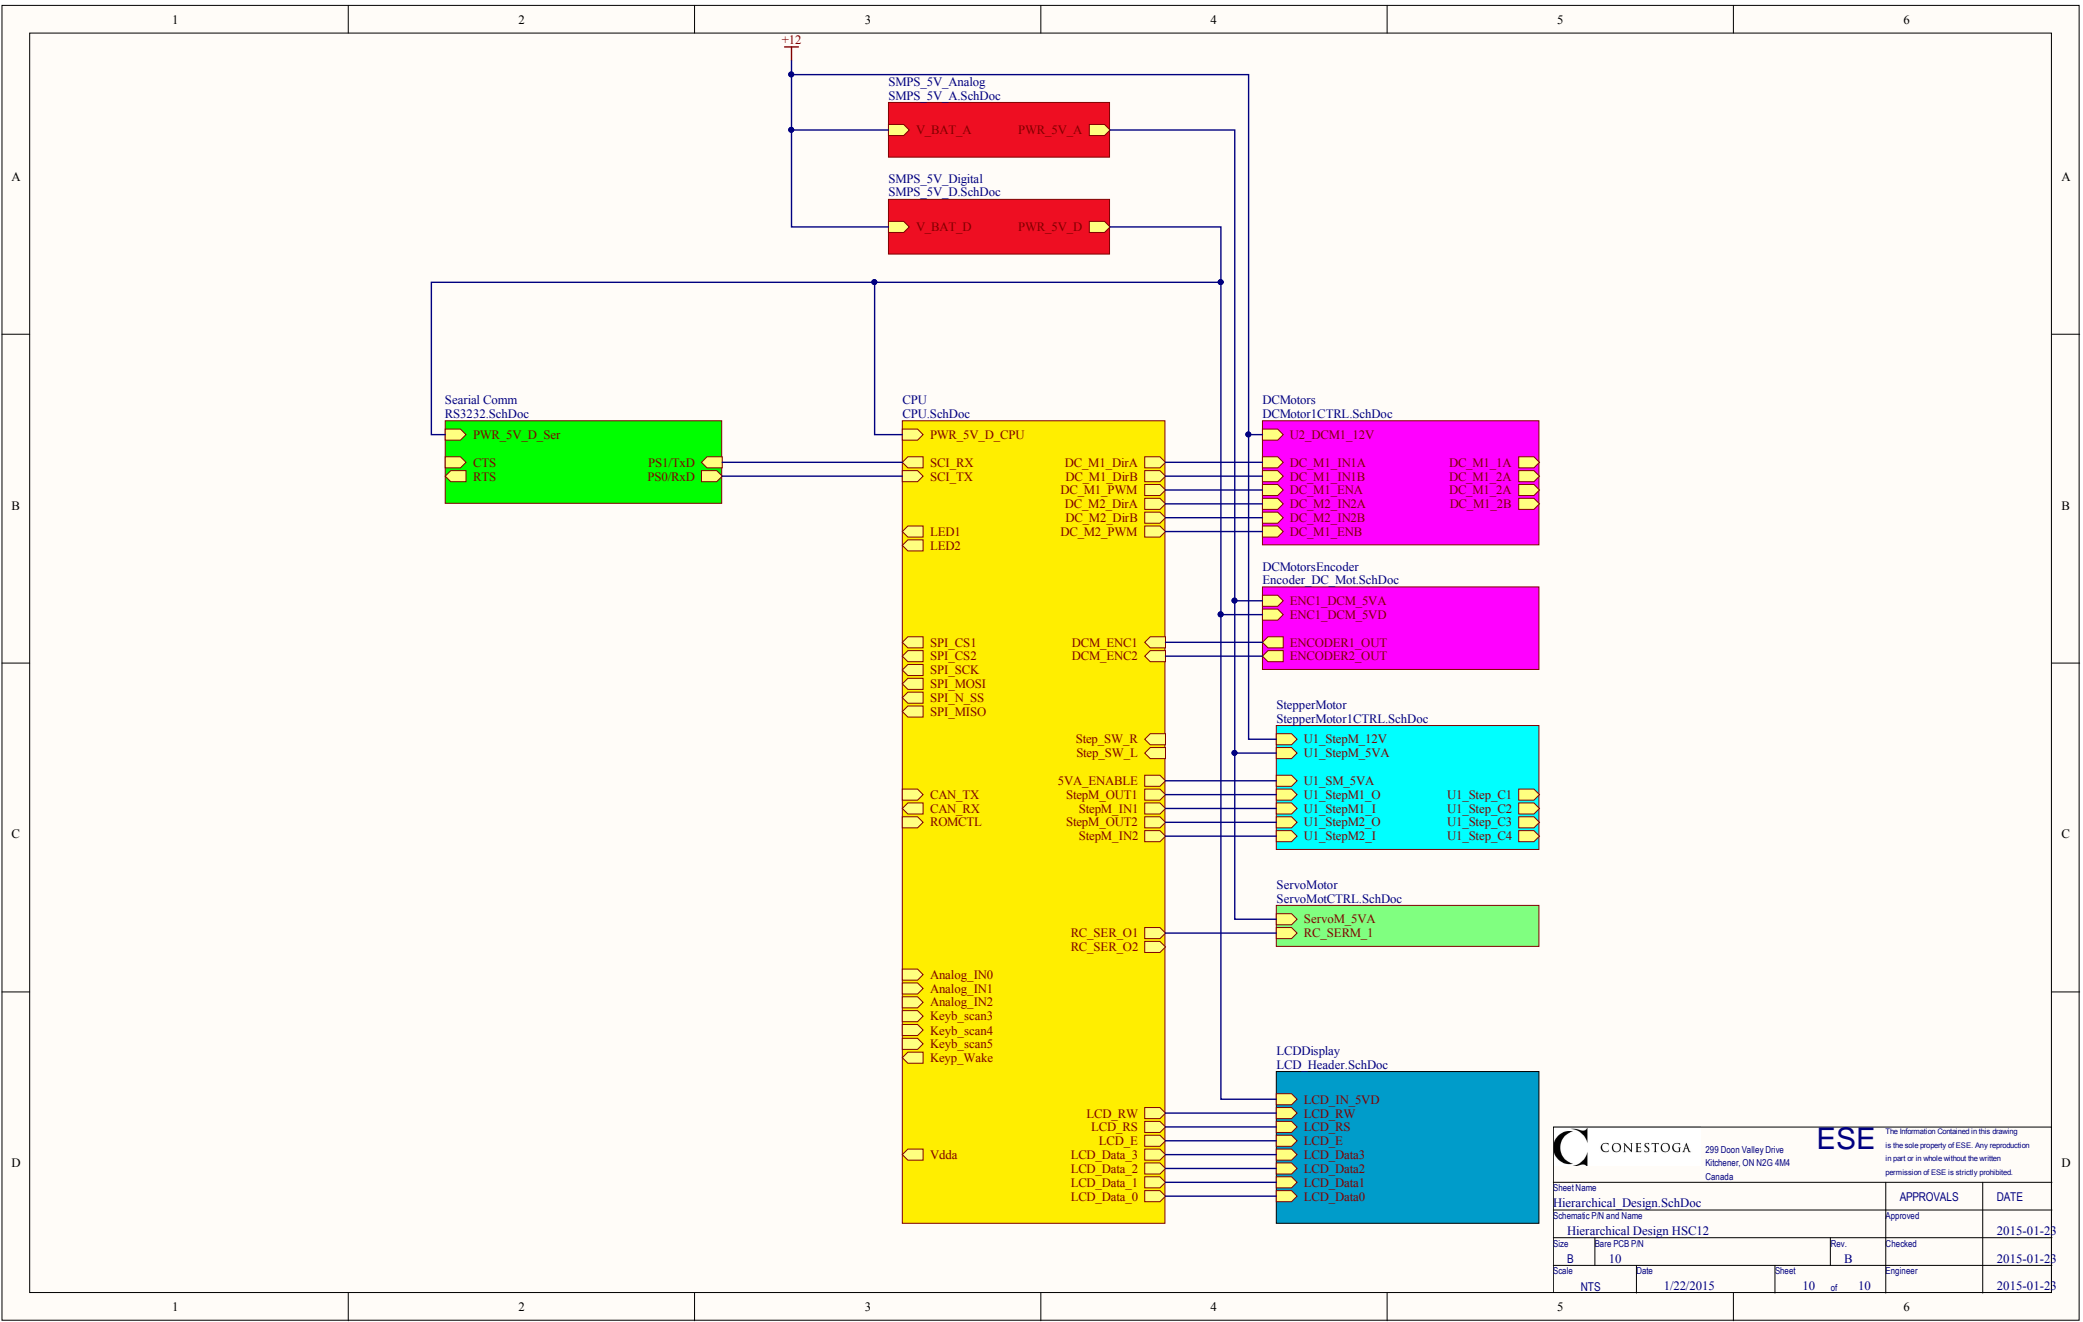 1 2 3 4 5 6
+12
SMPS_5V_Analog
SMPS_5V_A.SchDoc
V_BAT_A PWR_5V_A
A A
SMPS_5V_Digital
SMPS_5V_D.SchDoc
V_BAT_D PWR_5V_D
Searial Comm
RS3232.SchDoc
PWR_5V_D_Ser
CTS PS1/TxD
RTS PS0/RxD
CPU
CPU.SchDoc
PWR_5V_D_CPU
SCI_RX DC_M1_DirA
SCI_TX DC_M1_DirB
DC_M1_PWM
DC_M2_DirA
DC_M2_DirB
LED1 DC_M2_PWM
LED2
SPI_CS1 DCM_ENC1
SPI_CS2 DCM_ENC2
SPI_SCK
SPI_MOSI
SPI_N_SS
SPI_MISO
Step_SW_R
Step_SW_L
5VA_ENABLE
CAN_TX StepM_OUT1
CAN_RX StepM_IN1
ROMCTL StepM_OUT2
StepM_IN2
RC_SER_O1
RC_SER_O2
Analog_IN0
Analog_IN1
Analog_IN2
Keyb_scan3
Keyb_scan4
Keyb_scan5
Keyp_Wake
LCD_RW
LCD_RS
LCD_E
Vdda LCD_Data_3
LCD_Data_2
LCD_Data_1
LCD_Data_0
DCMotors
DCMotor1CTRL.SchDoc
U2_DCM1_12V
DC_M1_IN1A DC_M1_1A
DC_M1_IN1B DC_M1_2A
DC_M1_ENA DC_M1_2A
DC_M2_IN2A DC_M1_2B
DC_M2_IN2B
DC_M1_ENB
B B
DCMotorsEncoder
Encoder_DC_Mot.SchDoc
ENC1_DCM_5VA
ENC1_DCM_5VD
ENCODER1_OUT
ENCODER2_OUT
StepperMotor
StepperMotor1CTRL.SchDoc
U1_StepM_12V
U1_StepM_5VA
U1_SM_5VA
U1_StepM1_O U1_Step_C1
U1_StepM1_I U1_Step_C2
U1_StepM2_O U1_Step_C3
U1_StepM2_I U1_Step_C4
C C
ServoMotor
ServoMotCTRL.SchDoc
ServoM_5VA
RC_SERM_1
LCDDisplay
LCD_Header.SchDoc
LCD_IN_5VD
LCD_RW
LCD_RS
LCD_E
LCD_Data3
LCD_Data2
LCD_Data1
LCD_Data0
D D
CONESTOGA
299 Doon Valley Drive
Kitchener, ON N2G 4M4
Canada
ESE
The Information Contained in this drawing
is the sole property of ESE. Any reproduction
in part or in whole without the written
permission of ESE is strictly prohibited.
Sheet Name
Hierarchical_Design.SchDoc
APPROVALS DATE
Schematic P/N and Name
Hierarchical Design HSC12
Approved
2015-01-23
Size Bare PCB P/N Rev. Checked
B 10 B 2015-01-23
Scale Date Sheet Engineer
NTS 1/22/2015 10 of 10 2015-01-23
1 2 3 4 5 6